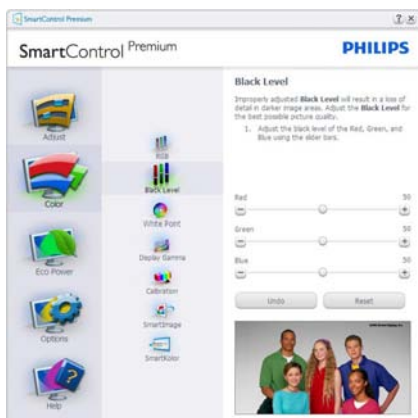 SmartControl Premium
SmartControl Premium
PHILIPS
Adjust
Color
Eco Power
Options
Help
RGB
Black Level
White Point
Display Gamma
Calibration
SmartImage
SmartKolor
Black Level
Improperly adjusted Black Level will result in a loss of
detail in darker image areas. Adjust the Black Level for
the best possible picture quality.
1. Adjust the black level of the Red, Green, and
Blue using the slider bars.
Red 50
Green 50
Blue 50
Undo Reset